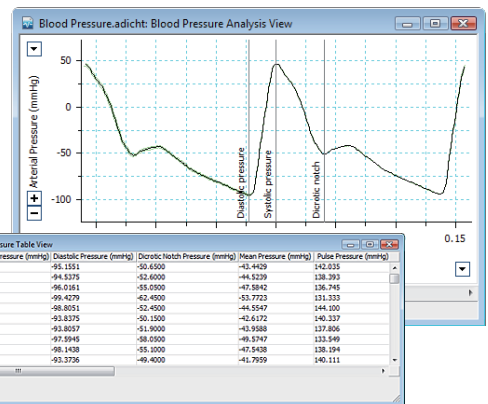 Blood Pressure.adicht: Blood Pressure Analysis View
50
0
-50
-100
Arterial Pressure (mmHg)
Diastolic pressure
Systolic pressure
Dicrotic notch
0.15
sure Table View
ressure (mmHg) Diastolic Pressure (mmHg) Dicrotic Notch Pressure (mmHg) Mean Pressure (mmHg) Pulse Pressure (mmHg)
-95.1551 -50.6500 -43.4429 142.035
-94.5375 -52.6000 -44.5239 138.393
-96.0161 -55.0500 -47.5842 136.745
-99.4279 -62.4500 -53.7723 131.333
-98.8051 -52.4500 -44.5547 144.100
-93.8375 -50.1500 -42.6172 140.337
-93.8057 -51.9000 -43.9588 137.806
-97.5945 -58.0500 -49.5747 133.549
-98.1438 -55.1000 -47.5438 138.194
-93.3736 -49.4000 -41.7959 140.111